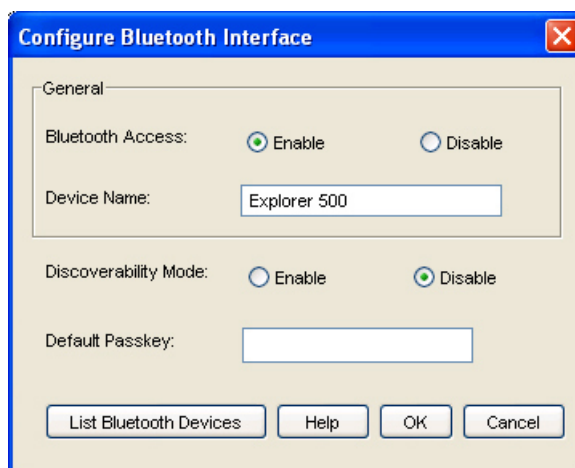 Configure Bluetooth Interface
General
Bluetooth Access: Enable Disable
Device Name: Explorer 500
Discoverability Mode: Enable Disable
Default Passkey:
List Bluetooth Devices Help OK Cancel